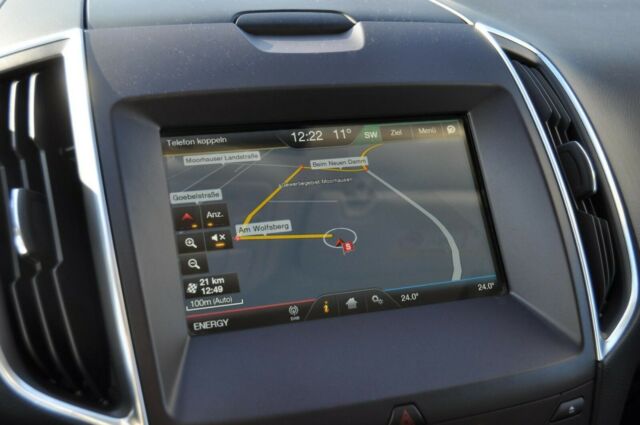 Telefon koppeln 12:22 11° SW Ziel Menü
Moorhauser Landstraße
Beim Neuen Damm
Gewerbegebiet Moorhausen
Goebelstraße
Anz.
Am Wolfsberg
21 km
12:49
100m (Auto)
ENERGY DAB 24.0° 24.0°
S